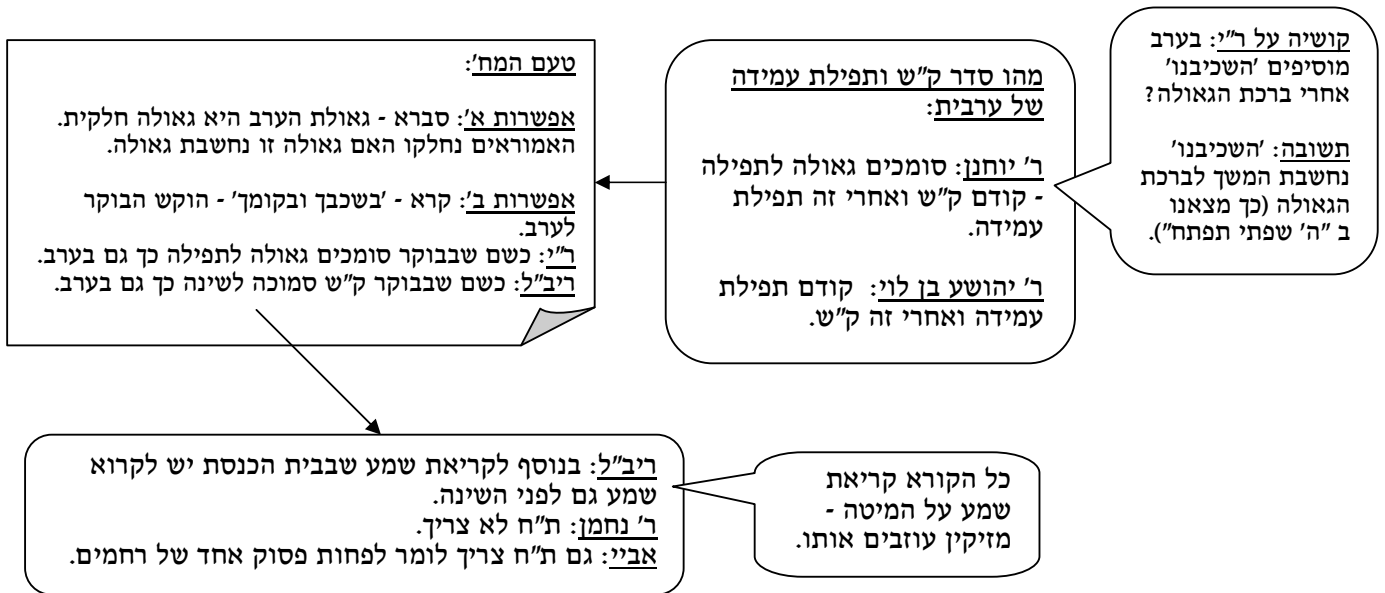 קושיה על ר"י: בערב
מוסיפים 'השכיבנו'
אחרי ברכת הגאולה?
תשובה: 'השכיבנו'
נחשבת המשך לברכת
הגאולה (כך מצאנו
ב "ה' שפתי תפתח").
מהו סדר ק"ש ותפילת עמידה
של ערבית:
ר' יוחנן: סומכים גאולה לתפילה
- קודם ק"ש ואחרי זה תפילת
עמידה.
ר' יהושע בן לוי: קודם תפילת
עמידה ואחרי זה ק"ש.
טעם המח':
אפשרות א': סברא - גאולת הערב היא גאולה חלקית.
האמוראים נחלקו האם גאולה זו נחשבת גאולה.
אפשרות ב': קרא - 'בשכבך ובקומך' - הוקש הבוקר
לערב.
ר"י: כשם שבבוקר סומכים גאולה לתפילה כך גם בערב.
ריב"ל: כשם שבבוקר ק"ש סמוכה לשינה כך גם בערב.
ריב"ל: בנוסף לקריאת שמע שבבית הכנסת יש לקרוא
שמע גם לפני השינה.
ר' נחמן: ת"ח לא צריך.
אביי: גם ת"ח צריך לומר לפחות פסוק אחד של רחמים.
כל הקורא קריאת
שמע על המיטה -
מזיקין עוזבים אותו.